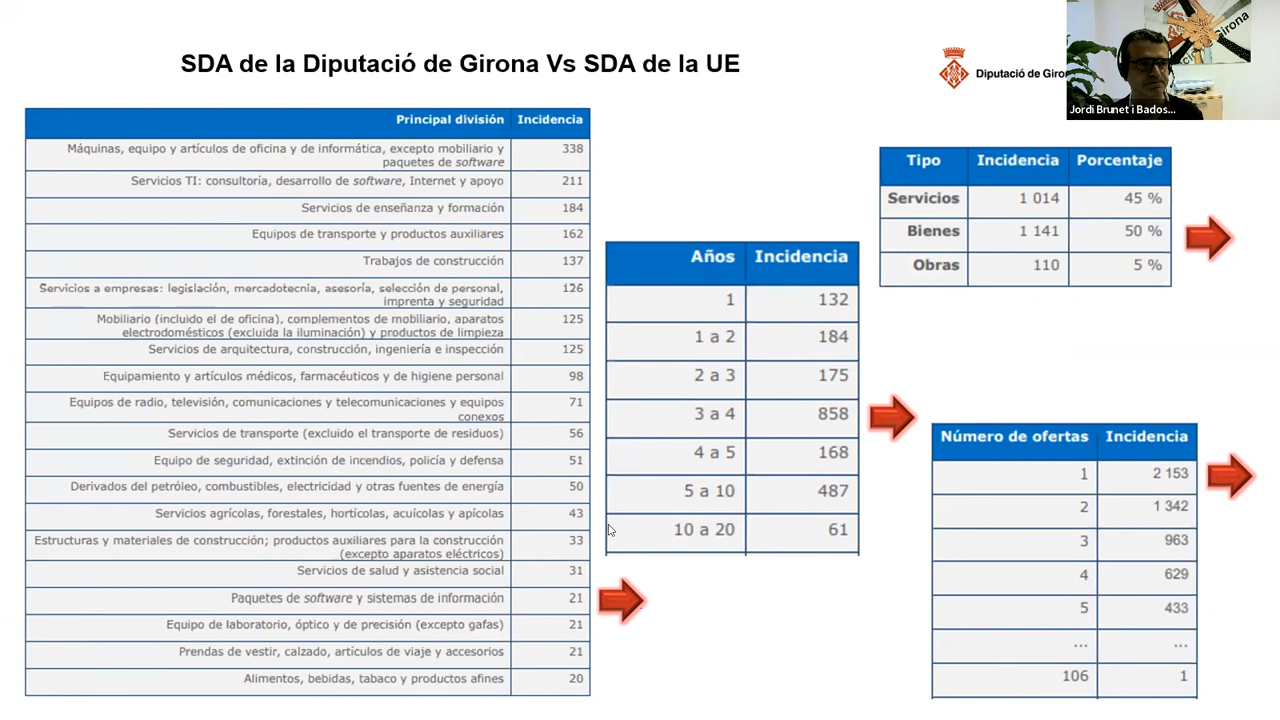 SDA de la Diputació de Girona Vs SDA de la UE
Diputació de Giro
Girona
Jordi Brunet i Bados...
Principal división Incidencia
Máquinas, equipo y artículos de oficina y de informática, excepto mobiliario y
paquetes de software 338
Servicios TI: consultoría, desarrollo de software, Internet y apoyo 211
Servicios de enseñanza y formación 184
Equipos de transporte y productos auxiliares 162
Trabajos de construcción 137
Servicios a empresas: legislación, mercadotecnia, asesoría, selección de personal,
imprenta y seguridad 126
Mobiliario (incluido el de oficina), complementos de mobiliario, aparatos
electrodomésticos (excluida la iluminación) y productos de limpieza 125
Servicios de arquitectura, construcción, ingeniería e inspección 125
Equipamiento y artículos médicos, farmacéuticos y de higiene personal 98
Equipos de radio, televisión, comunicaciones y telecomunicaciones y equipos
conexos 71
Servicios de transporte (excluido el transporte de residuos) 56
Equipo de seguridad, extinción de incendios, policía y defensa 51
Derivados del petróleo, combustibles, electricidad y otras fuentes de energía 50
Servicios agrícolas, forestales, hortícolas, acuícolas y apícolas 43
Estructuras y materiales de construcción; productos auxiliares para la construcción
(excepto aparatos eléctricos) 33
Servicios de salud y asistencia social 31
Paquetes de software y sistemas de información 21
Equipo de laboratorio, óptico y de precisión (excepto gafas) 21
Prendas de vestir, calzado, artículos de viaje y accesorios 21
Alimentos, bebidas, tabaco y productos afines 20
Años Incidencia
1 132
1 a 2 184
2 a 3 175
3 a 4 858
4 a 5 168
5 a 10 487
10 a 20 61
Tipo Incidencia Porcentaje
Servicios 1 014 45 %
Bienes 1 141 50 %
Obras 110 5 %
Número de ofertas Incidencia
1 2 153
2 1 342
3 963
4 629
5 433
... ...
106 1